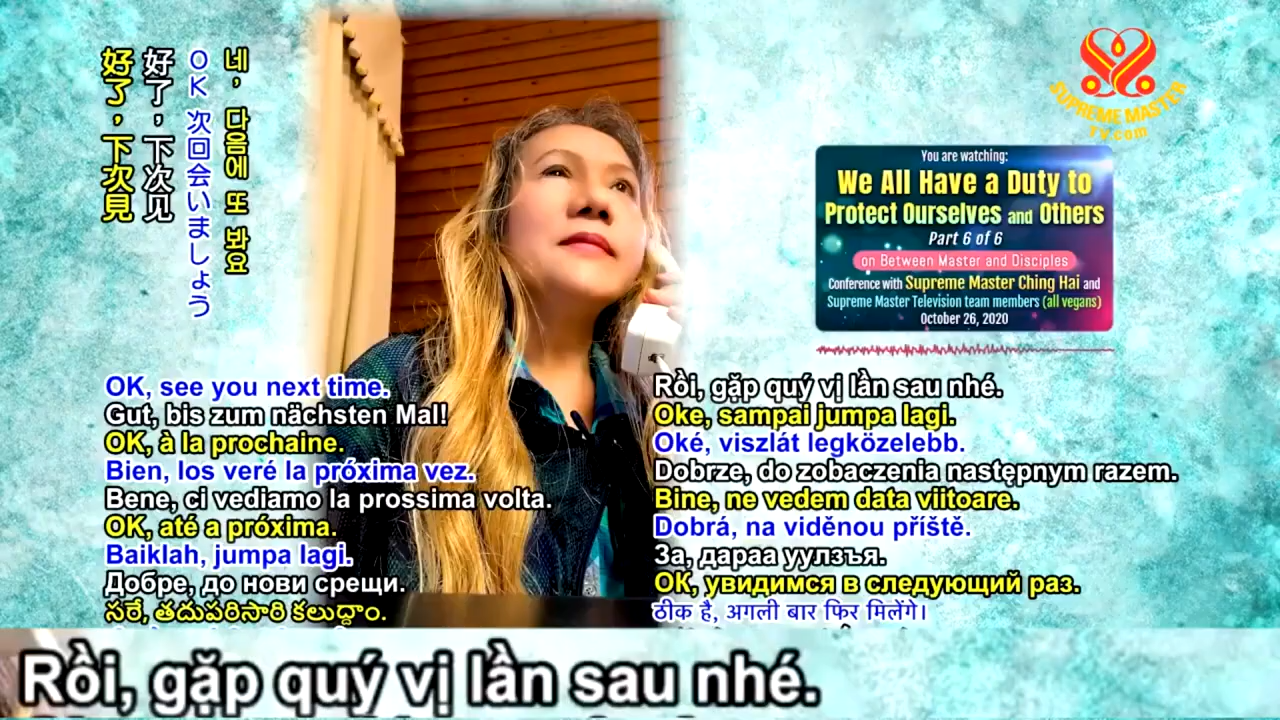 好了，下次見
好了，下次见
OK 次回会いましょう
네, 다음에 또 봐요
SUPREME MASTER
TV.com
You are watching:
We All Have a Duty to
Protect Ourselves and Others
Part 6 of 6
on Between Master and Disciples
Conference with Supreme Master Ching Hai and
Supreme Master Television team members (all vegans)
October 26, 2020
OK, see you next time.
Gut, bis zum nächsten Mal!
OK, à la prochaine.
Bien, los veré la próxima vez.
Bene, ci vediamo la prossima volta.
OK, até a próxima.
Baiklah, jumpa lagi.
Добре, до нови срещи.
సరే, తదుపరిసారి కలుద్దాం.
Rồi, gặp quý vị lần sau nhé.
Oke, sampai jumpa lagi.
Oké, viszlát legközelebb.
Dobrze, do zobaczenia następnym razem.
Bine, ne vedem data viitoare.
Dobrá, na viděnou příště.
За, дараа уулзъя.
ОК, увидимся в следующий раз.
ठीक है, अगली बार फिर मिलेंगे।
Rồi, gặp quý vị lần sau nhé.